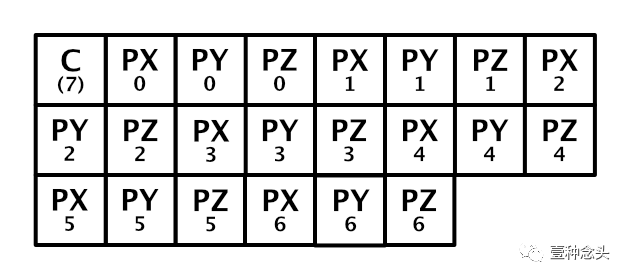 C PX PY PZ PX PY PZ PX
(7) 0 0 0 1 1 1 2
PY PZ PX PY PZ PX PY PZ
2 2 3 3 3 4 4 4
PX PY PZ PX PY PZ
5 5 5 6 6 6
壹种念头